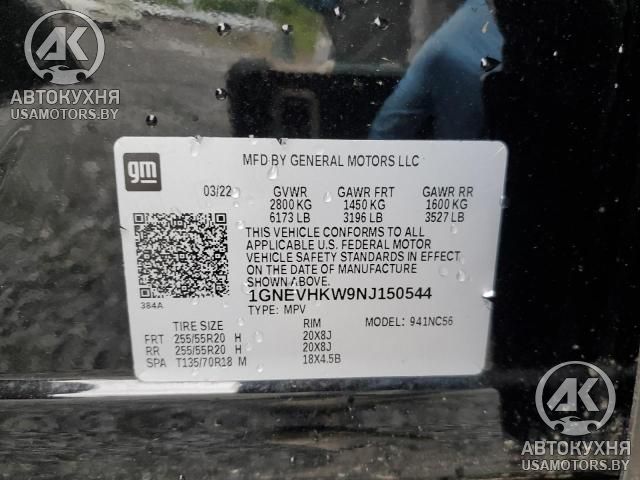 AK
АВТОКУХНЯ
USAMOTORS.BY
gm
MFD BY GENERAL MOTORS LLC
03/22 GVWR GAWR FRT GAWR RR
2800 KG 1450 KG 1600 KG
6173 LB 3196 LB 3527 LB
THIS VEHICLE CONFORMS TO ALL
APPLICABLE U.S. FEDERAL MOTOR
VEHICLE SAFETY STANDARDS IN EFFECT
ON THE DATE OF MANUFACTURE
SHOWN ABOVE.
384A
1GNEVHKW9NJ150544
TYPE: MPV MODEL: 941NC56
TIRE SIZE RIM
FRT 255/55R20 H 20X8J
RR 255/55R20 H 20X8J
SPA T135/70R18 M 18X4.5B
AK
АВТОКУХНЯ
USAMOTORS.BY